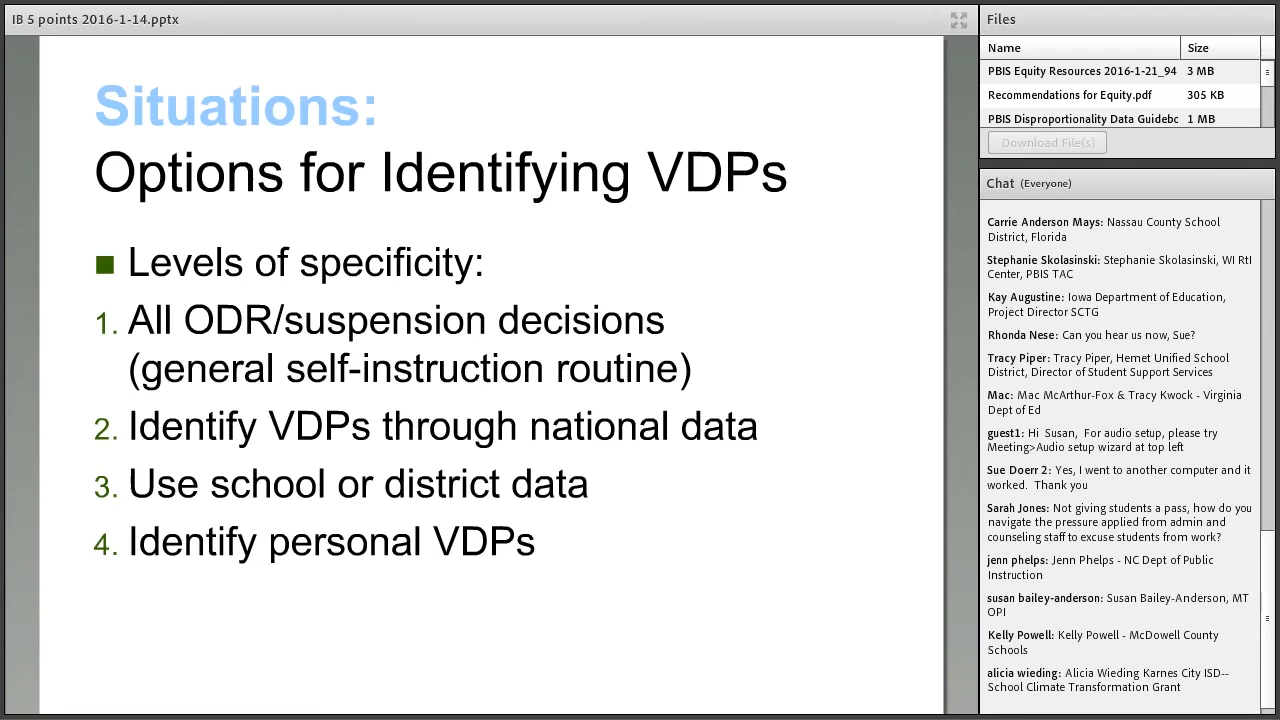 IB 5 points 2016-1-14.pptx
Situations:
Options for Identifying VDPs
Levels of specificity:
1. All ODR/suspension decisions
(general self-instruction routine)
2. Identify VDPs through national data
3. Use school or district data
4. Identify personal VDPs
Files
Name Size
PBIS Equity Resources 2016-1-21_94 3 MB
Recommendations for Equity.pdf 305 KB
PBIS Disproportionality Data Guidebc 1 MB
Download File(s)
Chat (Everyone)
Carrie Anderson Mays: Nassau County School
District, Florida
Stephanie Skolasinski: Stephanie Skolasinski, WI RtI
Center, PBIS TAC
Kay Augustine: Iowa Department of Education,
Project Director SCTG
Rhonda Nese: Can you hear us now, Sue?
Tracy Piper: Tracy Piper, Hemet Unified School
District, Director of Student Support Services
Mac: Mac McArthur-Fox & Tracy Kwock - Virginia
Dept of Ed
guest1: Hi Susan, For audio setup, please try
Meeting>Audio setup wizard at top left
Sue Doerr 2: Yes, I went to another computer and it
worked. Thank you
Sarah Jones: Not giving students a pass, how do you
navigate the pressure applied from admin and
counseling staff to excuse students from work?
jenn phelps: Jenn Phelps - NC Dept of Public
Instruction
susan bailey-anderson: Susan Bailey-Anderson, MT
OPI
Kelly Powell: Kelly Powell - McDowell County
Schools
alicia wieding: Alicia Wieding Karnes City ISD--
School Climate Transformation Grant